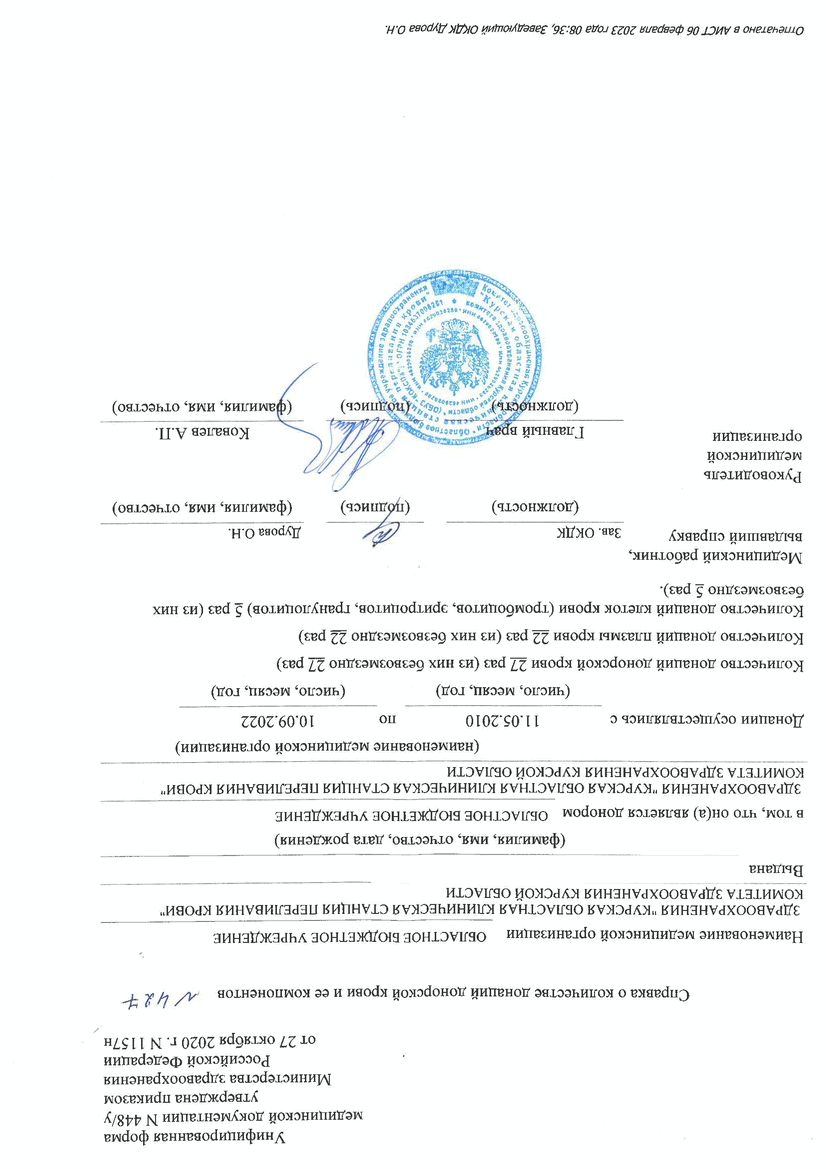 Унифицированная форма
медицинской документации N 448/у
утверждена приказом
Министерства здравоохранения
Российской Федерации
от 27 октября 2020 г. N 1157н
Справка о количестве донаций донорской крови и ее компонентов N 427
Наименование медицинской организации ОБЛАСТНОЕ БЮДЖЕТНОЕ УЧРЕЖДЕНИЕ
ЗДРАВООХРАНЕНИЯ "КУРСКАЯ ОБЛАСТНАЯ КЛИНИЧЕСКАЯ СТАНЦИЯ ПЕРЕЛИВАНИЯ КРОВИ"
КОМИТЕТА ЗДРАВООХРАНЕНИЯ КУРСКОЙ ОБЛАСТИ
Выдана
(фамилия, имя, отчество, дата рождения)
в том, что он(а) является донором ОБЛАСТНОЕ БЮДЖЕТНОЕ УЧРЕЖДЕНИЕ
ЗДРАВООХРАНЕНИЯ "КУРСКАЯ ОБЛАСТНАЯ КЛИНИЧЕСКАЯ СТАНЦИЯ ПЕРЕЛИВАНИЯ КРОВИ"
КОМИТЕТА ЗДРАВООХРАНЕНИЯ КУРСКОЙ ОБЛАСТИ
(наименование медицинской организации)
Донации осуществлялись с 11.05.2010 по 10.09.2022
(число, месяц, год) (число, месяц, год)
Количество донаций донорской крови 27 раз (из них безвозмездно 27 раз)
Количество донаций плазмы крови 22 раз (из них безвозмездно 22 раз)
Количество донаций клеток крови (тромбоцитов, эритроцитов, гранулоцитов) 5 раз (из них
безвозмездно 5 раз).
Медицинский работник,
выдавший справку Зав. ОКДК Дурова О.Н.
(должность) (подпись) (фамилия, имя, отчество)
Руководитель
медицинской
организации Главный врач Ковалев А.П.
(должность) (подпись) (фамилия, имя, отчество)
Отпечатано в АИСТ 06 февраля 2023 года 08:36, Заведующий ОКДК Дурова О.Н.